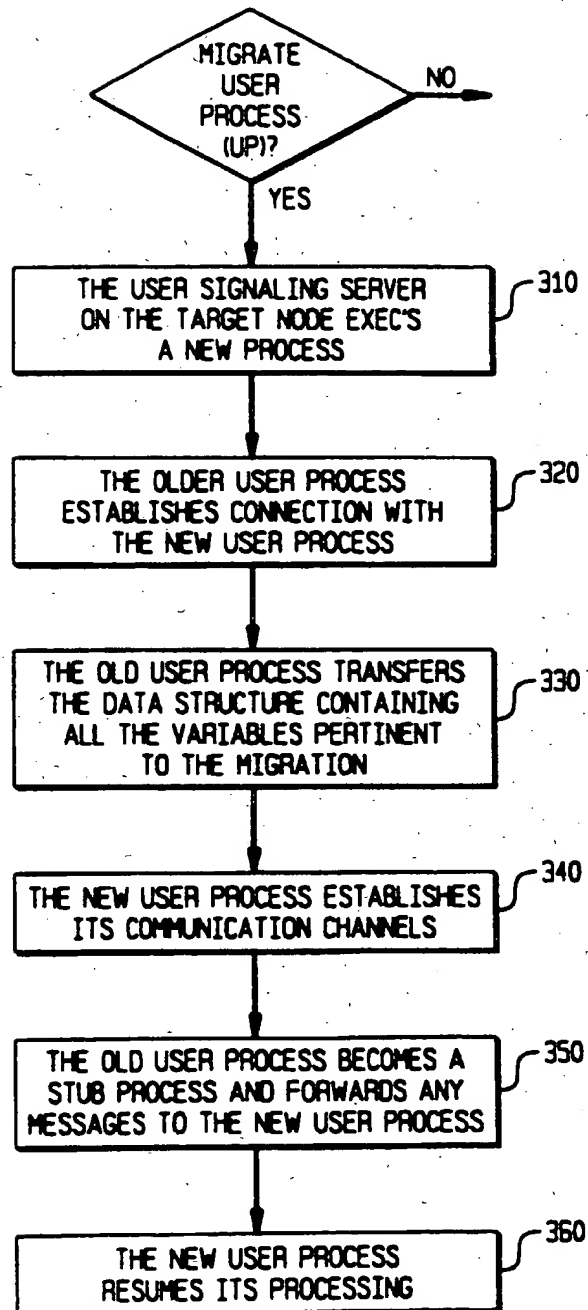 MIGRATE
USER
PROCESS
(UP)?
NO
YES
THE USER SIGNALING SERVER
ON THE TARGET NODE EXEC'S
A NEW PROCESS
310
THE OLDER USER PROCESS
ESTABLISHES CONNECTION WITH
THE NEW USER PROCESS
320
THE OLD USER PROCESS TRANSFERS
THE DATA STRUCTURE CONTAINING
ALL THE VARIABLES PERTINENT
TO THE MIGRATION
330
THE NEW USER PROCESS ESTABLISHES
ITS COMMUNICATION CHANNELS
340
THE OLD USER PROCESS BECOMES A
STUB PROCESS AND FORWARDS ANY
MESSAGES TO THE NEW USER PROCESS
350
THE NEW USER PROCESS
RESUMES ITS PROCESSING
360